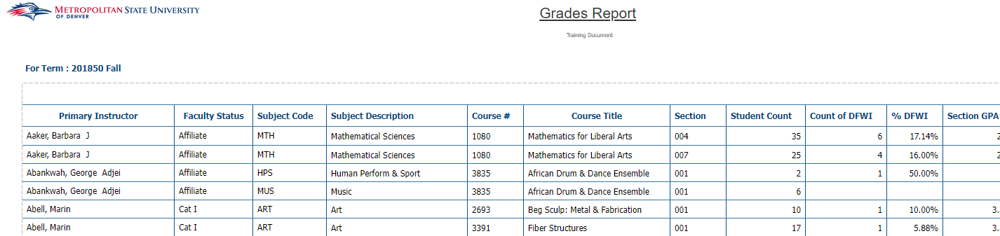 METROPOLITAN STATE UNIVERSITY
OF DENVER
Grades Report
Training Document
For Term : 201850 Fall
Primary Instructor Faculty Status Subject Code Subject Description Course # Course Title Section Student Count Count of DFWI % DFWI Section GPA
Aaker, Barbara J Affiliate MTH Mathematical Sciences 1080 Mathematics for Liberal Arts 004 35 6 17.14% 2
Aaker, Barbara J Affiliate MTH Mathematical Sciences 1080 Mathematics for Liberal Arts 007 25 4 16.00% 2
Abankwah, George Adjei Affiliate HPS Human Perform & Sport 3835 African Drum & Dance Ensemble 001 2 1 50.00%
Abankwah, George Adjei Affiliate MUS Music 3835 African Drum & Dance Ensemble 001 6
Abell, Marin Cat I ART Art 2693 Beg Sculp: Metal & Fabrication 001 10 1 10.00% 3.
Abell, Marin Cat I ART Art 3391 Fiber Structures 001 17 1 5.88% 3.